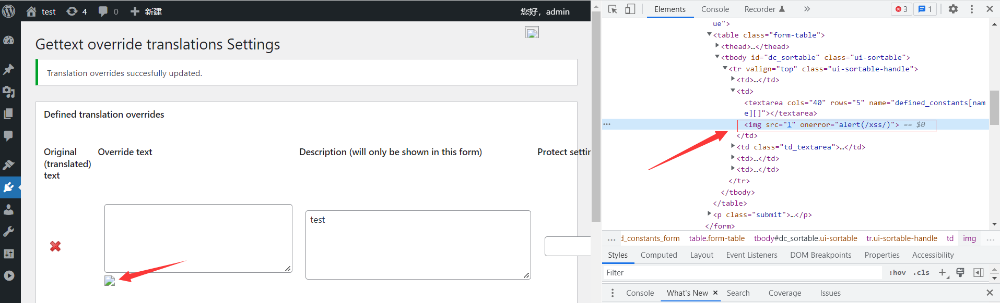 test 4 0 新建 您好，admin
Gettext override translations Settings
Translation overrides succesfully updated.
Defined translation overrides
Original (translated) text
Override text
Description (will only be shown in this form)
Protect settin
test
Elements Console Recorder 3 1
ue">
<table class="form-table">
<thead>…</thead>
<tbody id="dc_sortable" class="ui-sortable">
<tr valign="top" class="ui-sortable-handle">
<td>…</td>
<td>
<textarea cols="40" rows="5" name="defined_constants[nam
e][]"></textarea>
<img src="1" onerror="alert(/xss/)"> == $0
</td>
<td class="td_textarea">…</td>
<td>…</td>
<td>…</td>
</tr>
</tbody>
</table>
<p class="submit">…</p>
</form>
… d_constants_form table.form-table tbody#dc_sortable.ui-sortable tr.ui-sortable-handle td img …
Styles Computed Layout Event Listeners DOM Breakpoints Properties Accessibility
Filter :hov .cls +
Console What's New × Search Coverage Issues